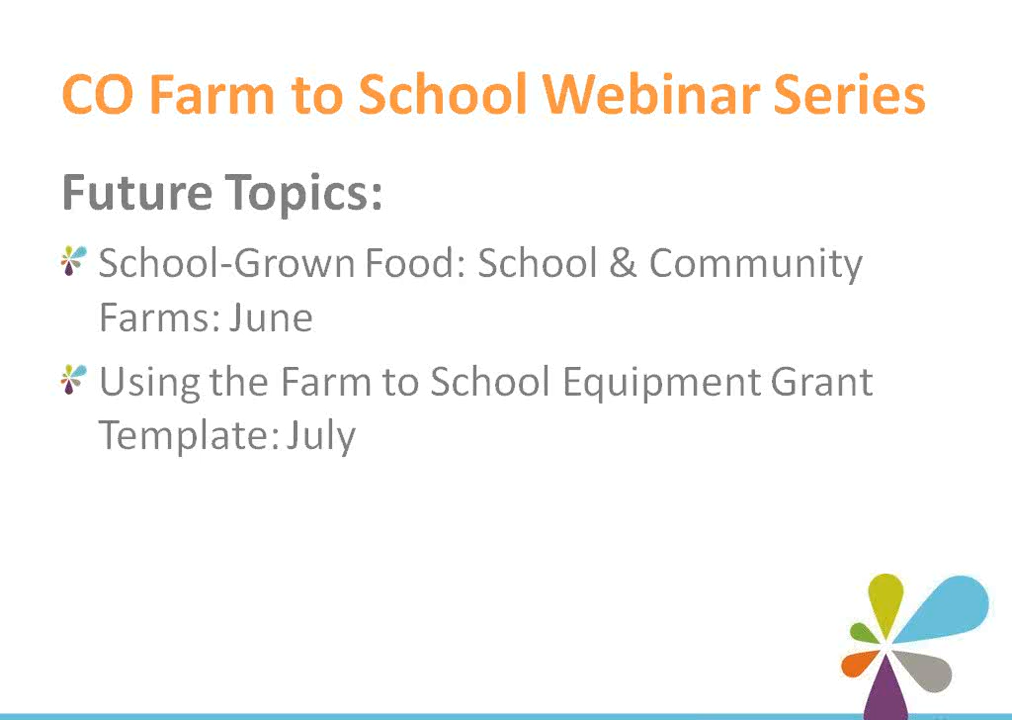 CO Farm to School Webinar Series
Future Topics:
School-Grown Food: School & Community
Farms: June
Using the Farm to School Equipment Grant
Template: July